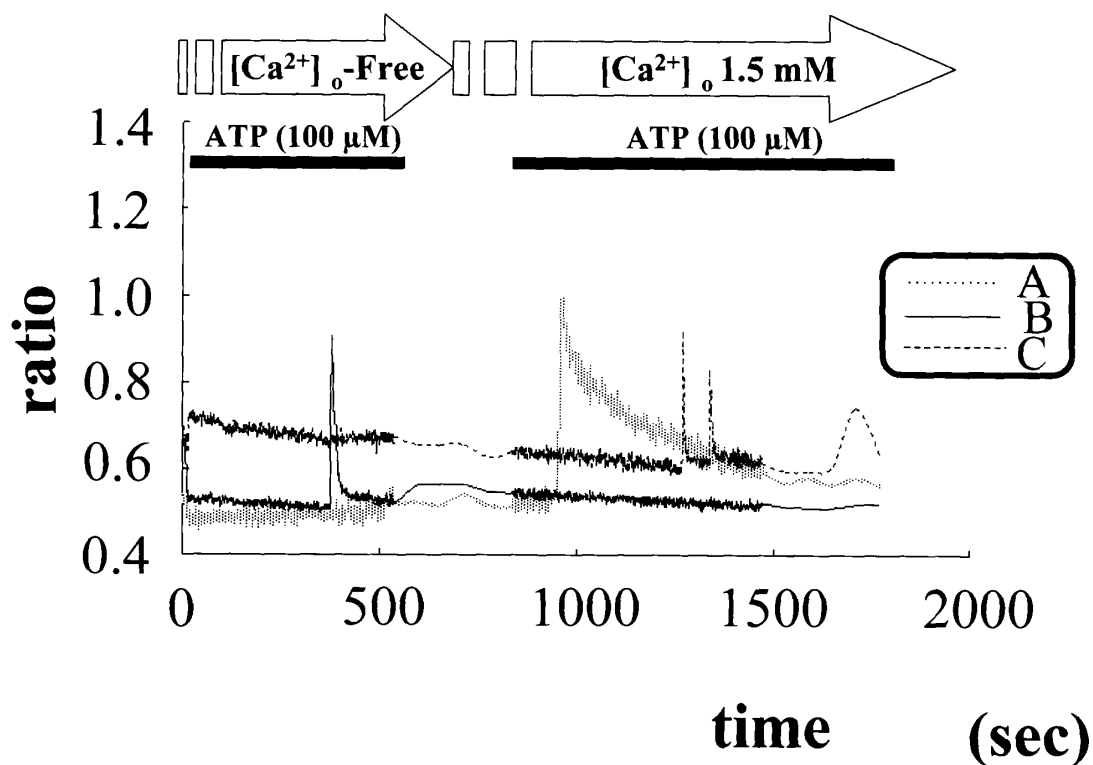 [Ca²⁺] ₒ-Free
[Ca²⁺] ₒ 1.5 mM
ATP (100 µM)
ATP (100 µM)
1.4
1.2
1.0
0.8
0.6
0.4
ratio
A
B
C
0
500
1000
1500
2000
time (sec)